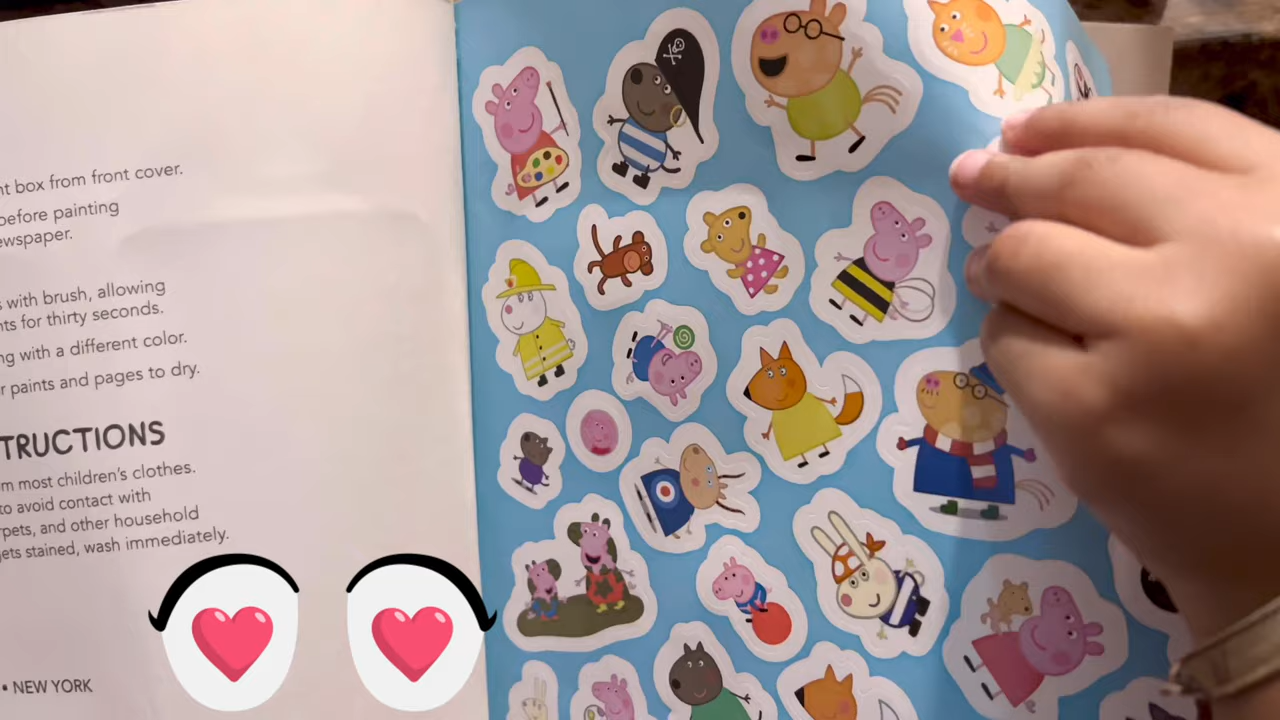 nt box from front cover.
before painting
ewspaper.
s with brush, allowing
nts for thirty seconds.
ng with a different color.
r paints and pages to dry.
TRUCTIONS
m most children's clothes.
to avoid contact with
rpets, and other household
gets stained, wash immediately.
• NEW YORK